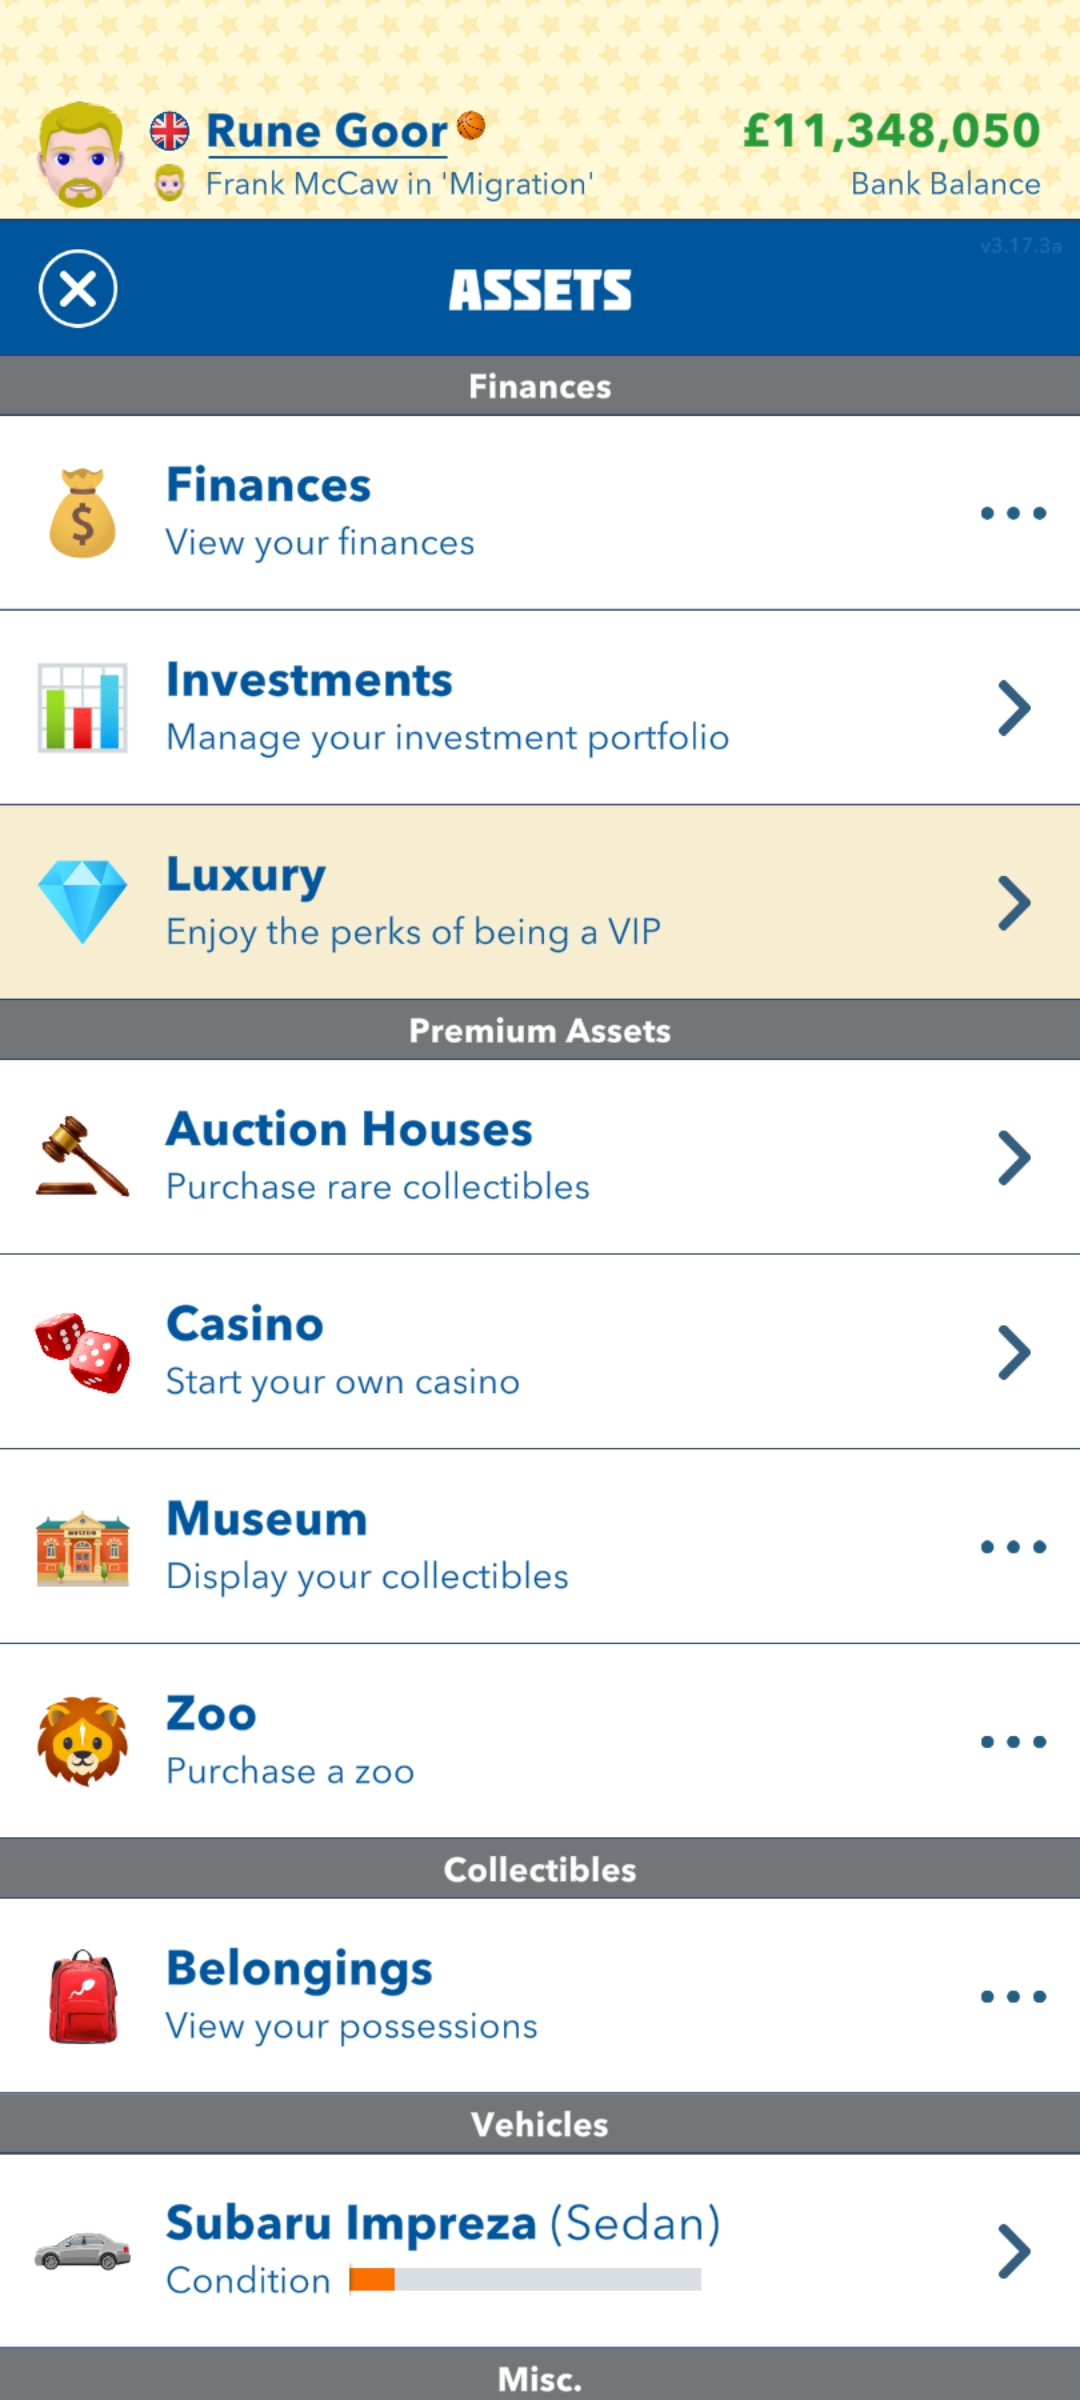 Rune Goor
£11,348,050
Frank McCaw in 'Migration'
Bank Balance
v3.17.3a
ASSETS
Finances
Finances
View your finances
Investments
Manage your investment portfolio
Luxury
Enjoy the perks of being a VIP
Premium Assets
Auction Houses
Purchase rare collectibles
Casino
Start your own casino
MUSEUM
Museum
Display your collectibles
Zoo
Purchase a zoo
Collectibles
Belongings
View your possessions
Vehicles
Subaru Impreza (Sedan)
Condition
Misc.